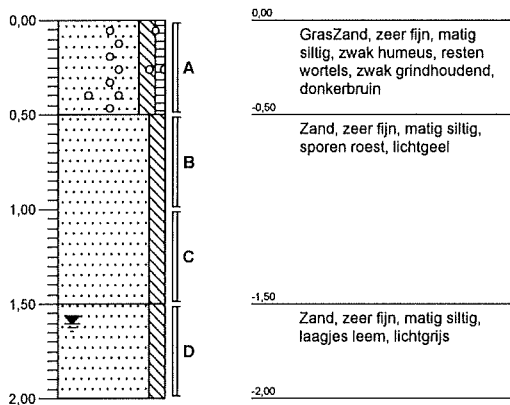 0,00
0,00
GrasZand, zeer fijn, matig
siltig, zwak humeus, resten
wortels, zwak grindhoudend,
donkerbruin
A
0,50
-0,50
Zand, zeer fijn, matig siltig,
sporen roest, lichtgeel
B
1,00
C
1,50
-1,50
Zand, zeer fijn, matig siltig,
laagjes leem, lichtgrijs
D
2,00
-2,00